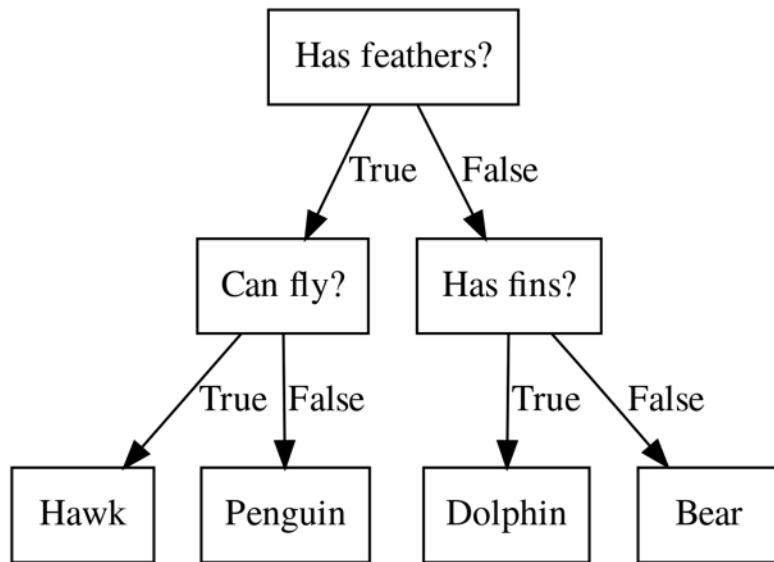 Has feathers?
True
False
Can fly?
Has fins?
True
False
True
False
Hawk
Penguin
Dolphin
Bear